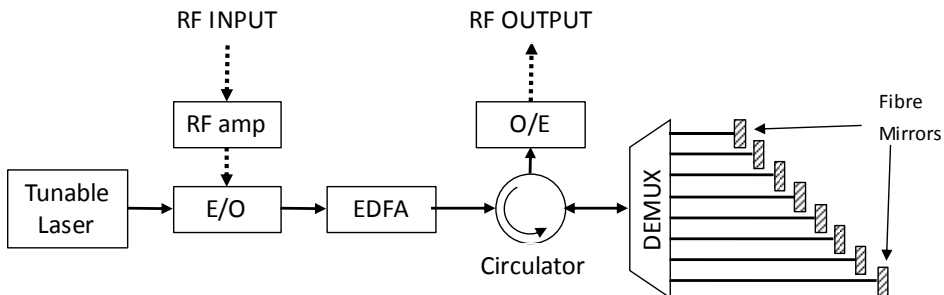 RF INPUT
RF OUTPUT
RF amp
O/E
Fibre
Mirrors
Tunable
Laser
E/O
EDFA
Circulator
DEMUX